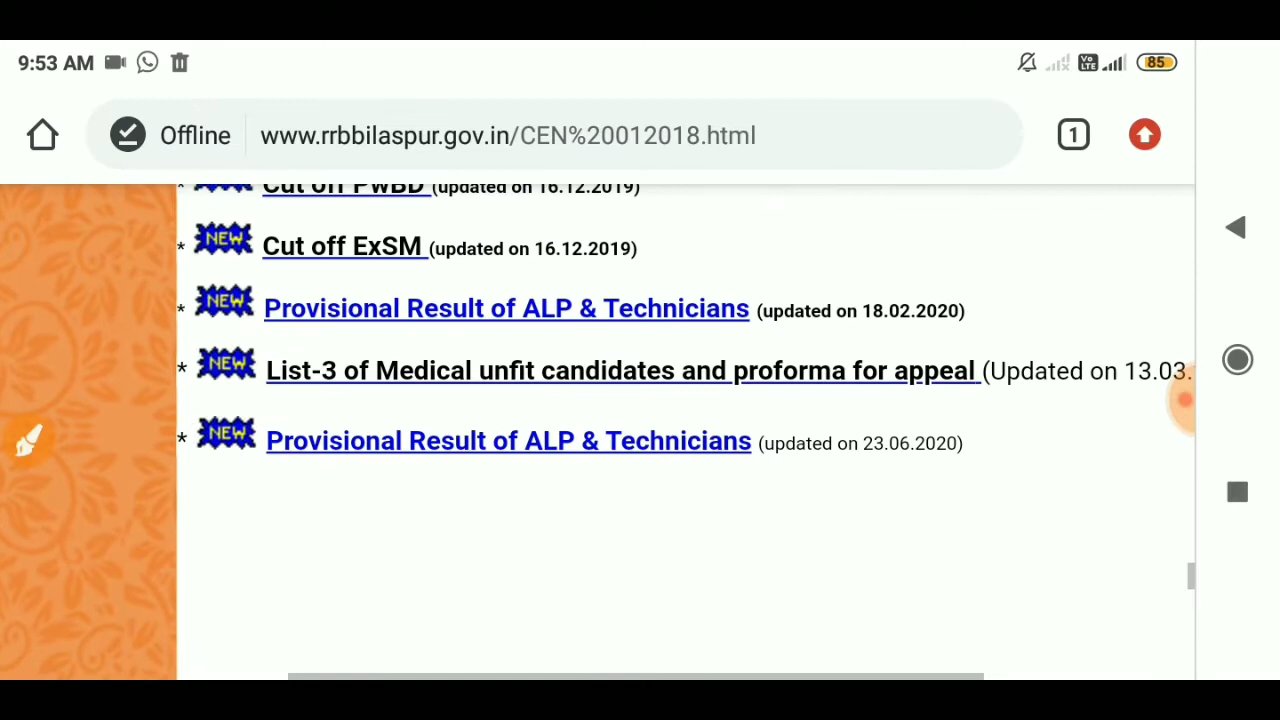 9:53 AM Vo LTE 85
Offline www.rrbbilaspur.gov.in/CEN%20012018.html 1
* Cut off PwBD (updated on 16.12.2019)
* NEW Cut off ExSM (updated on 16.12.2019)
* NEW Provisional Result of ALP & Technicians (updated on 18.02.2020)
* NEW List-3 of Medical unfit candidates and proforma for appeal (Updated on 13.03.
* NEW Provisional Result of ALP & Technicians (updated on 23.06.2020)